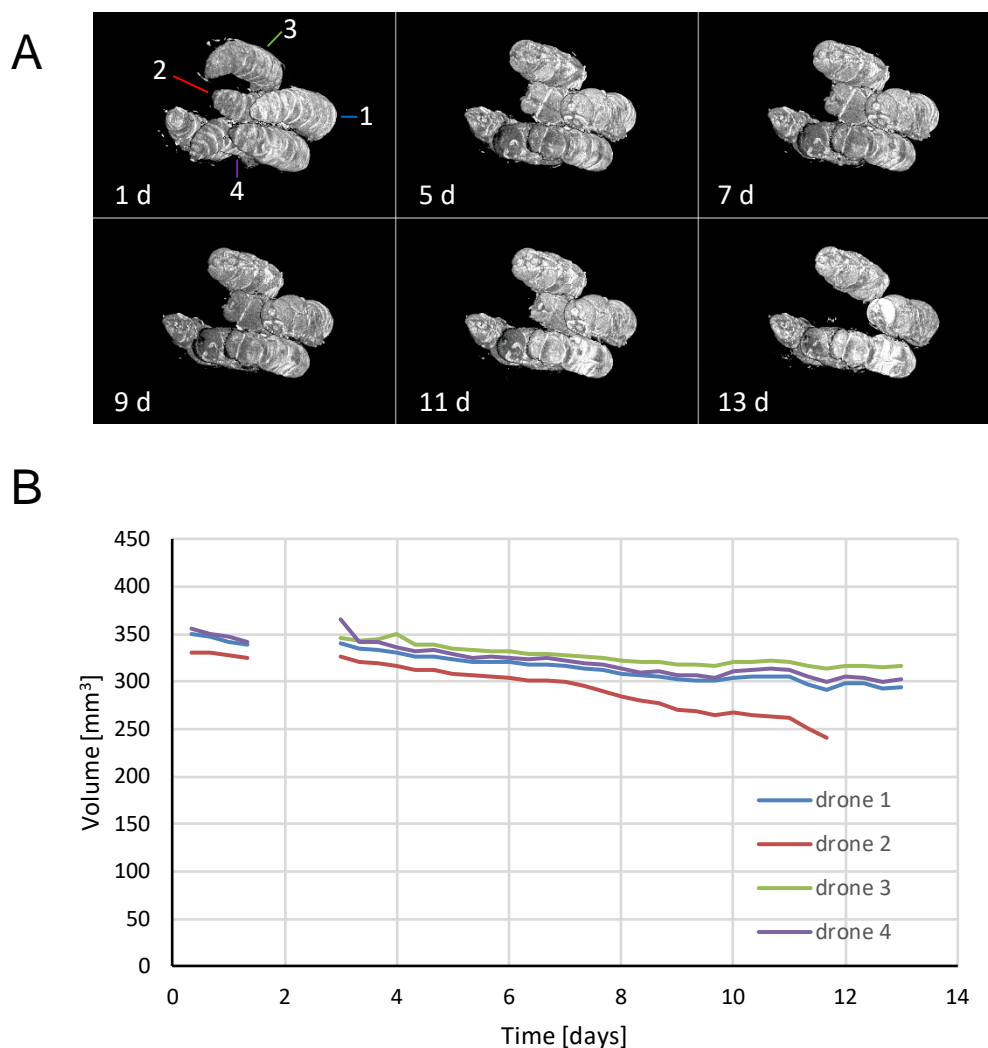 A
3
2
1
4
1 d
5 d
7 d
9 d
11 d
13 d
B
450
400
350
300
250
200
150
100
50
0
Volume [mm³]
drone 1
drone 2
drone 3
drone 4
0 2 4 6 8 10 12 14
Time [days]